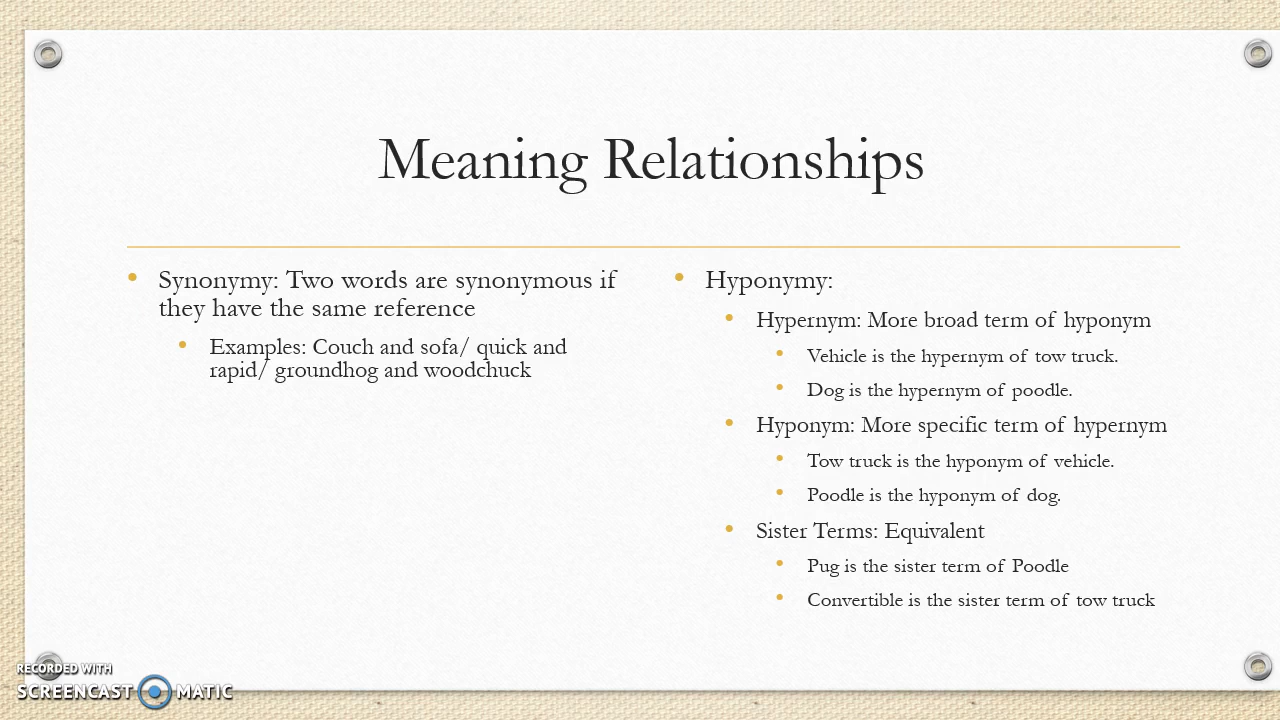 Meaning Relationships
Synonymy: Two words are synonymous if
they have the same reference
Examples: Couch and sofa/ quick and
rapid/ groundhog and woodchuck
Hyponymy:
Hypernym: More broad term of hyponym
Vehicle is the hypernym of tow truck.
Dog is the hypernym of poodle.
Hyponym: More specific term of hypernym
Tow truck is the hyponym of vehicle.
Poodle is the hyponym of dog.
Sister Terms: Equivalent
Pug is the sister term of Poodle
Convertible is the sister term of tow truck
RECORDED WITH
SCREENCAST MATIC